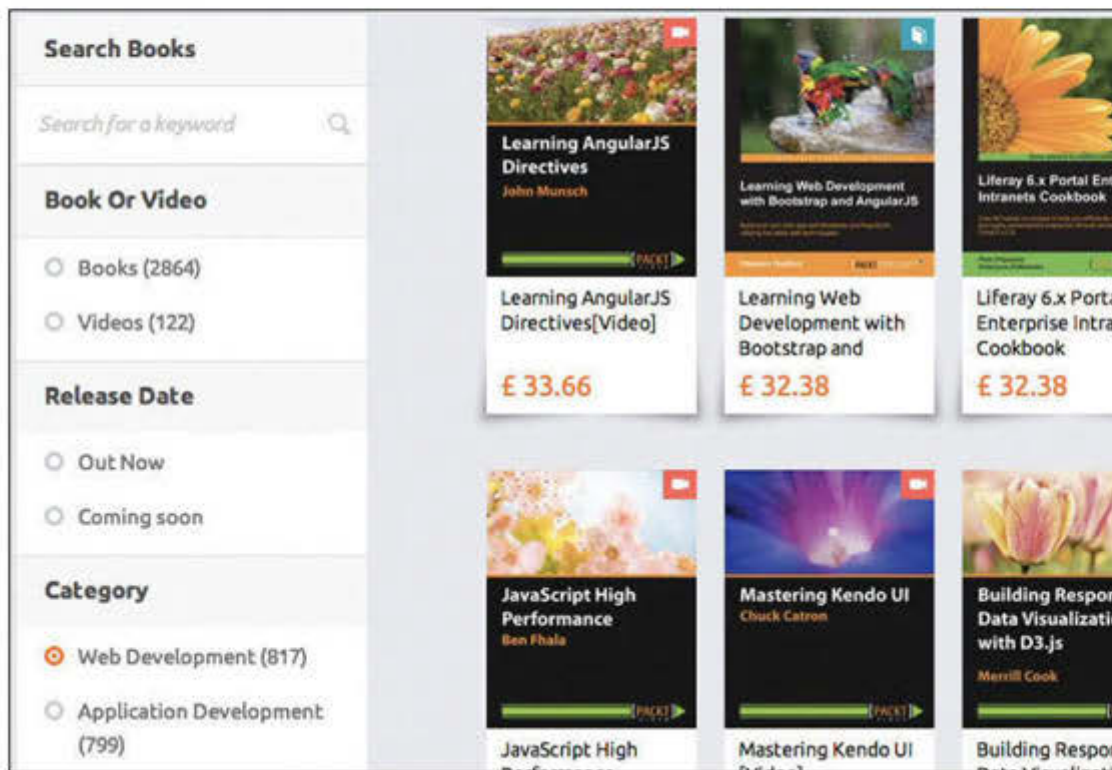 Search Books
Search for a keyword
Book Or Video
Books (2864)
Videos (122)
Release Date
Out Now
Coming soon
Category
Web Development (817)
Application Development
(799)
Learning AngularJS
Directives
John Munsch
PACKT
Learning AngularJS
Directives[Video]
£ 33.66
Learning Web Development
with Bootstrap and AngularJS
PACKT
Learning Web
Development with
Bootstrap and
£ 32.38
Liferay 6.x Portal Ent
Intranets Cookbook
Liferay 6.x Porta
Enterprise Intra
Cookbook
£ 32.38
JavaScript High
Performance
Ben Fhala
PACKT
JavaScript High
Mastering Kendo UI
Chuck Catron
PACKT
Mastering Kendo UI
Building Respon
Data Visualizati
with D3.js
Merrill Cook
Building Respon